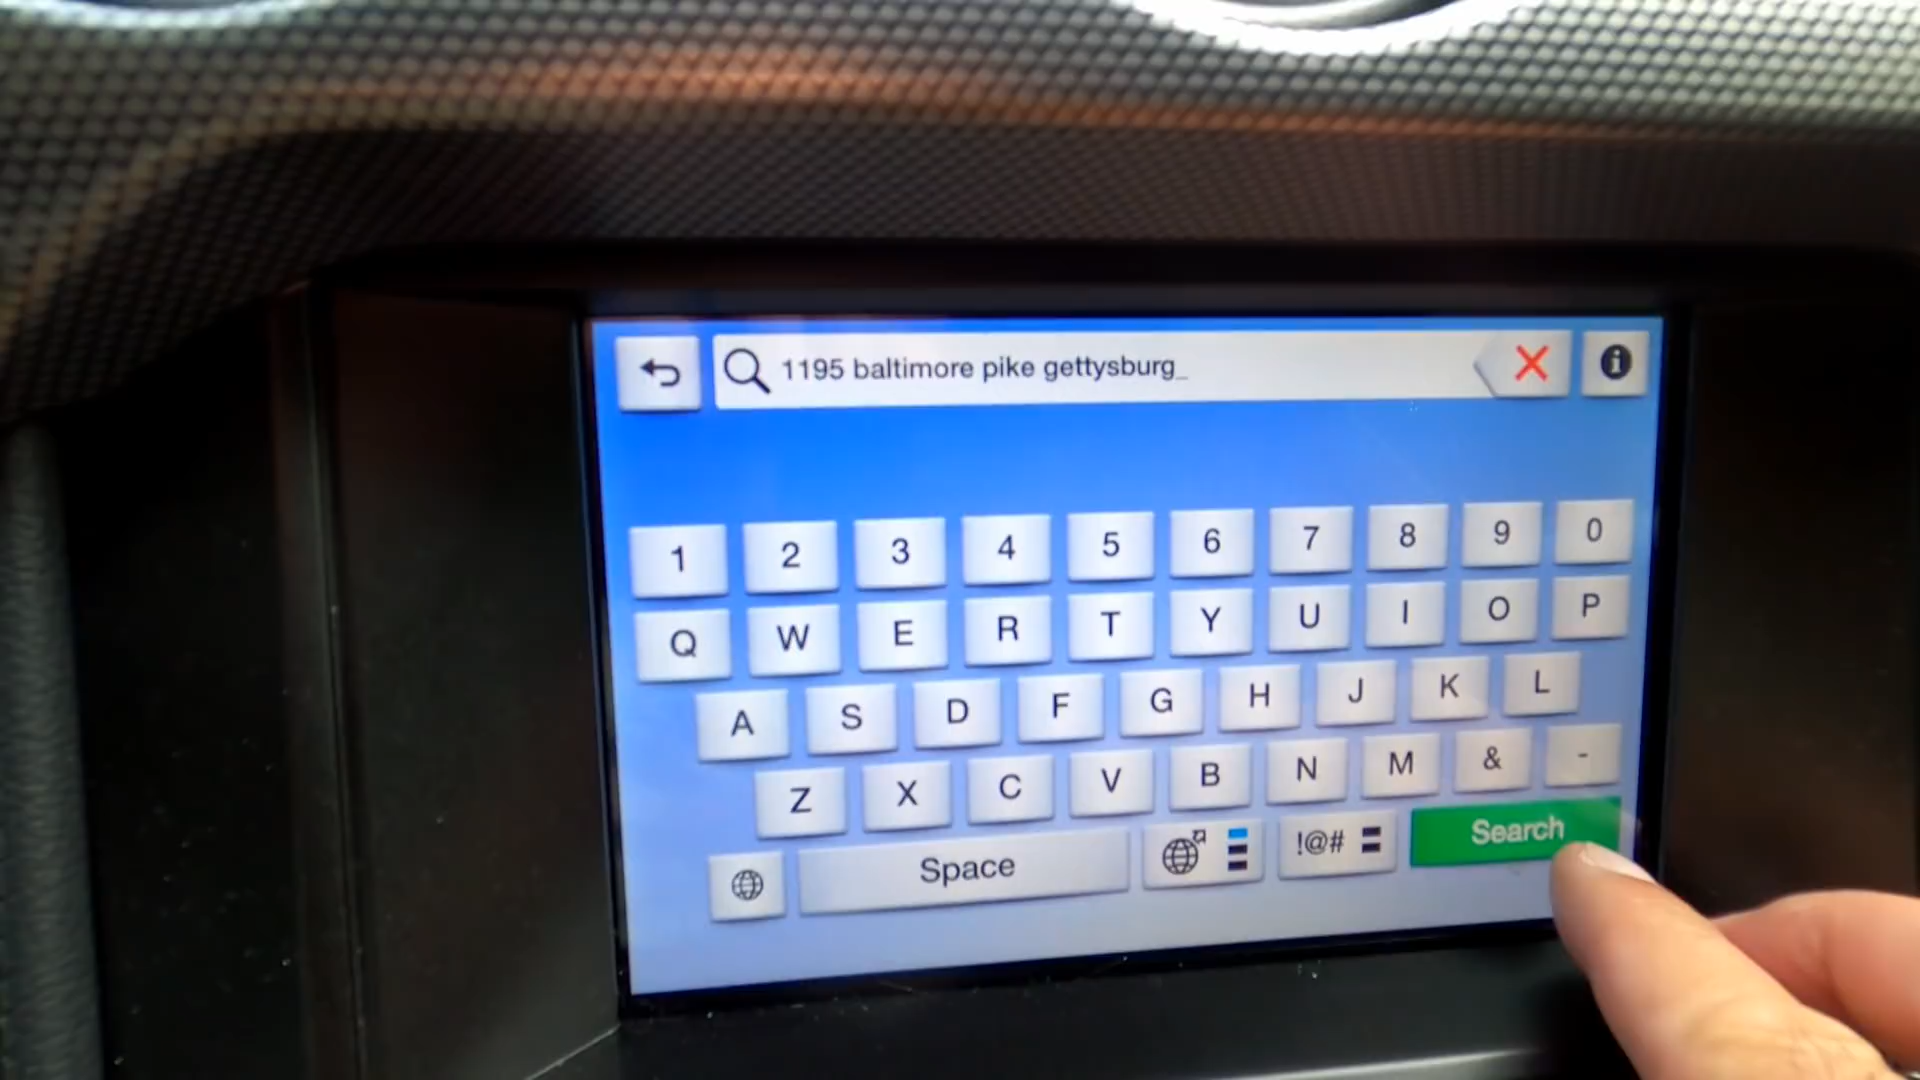 1195 baltimore pike gettysburg_
1 2 3 4 5 6 7 8 9 0
Q W E R T Y U I O P
A S D F G H J K L
Z X C V B N M & -
Space !@# Search